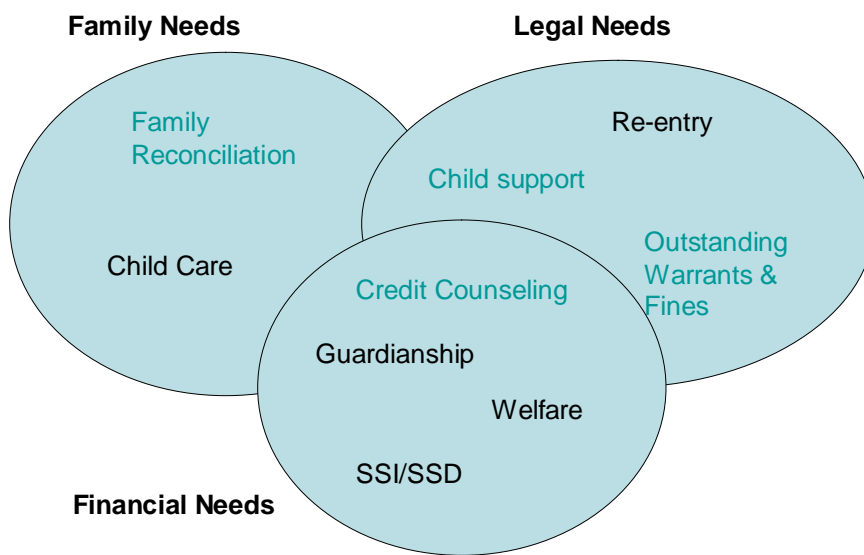 Family Needs
Legal Needs
Family
Reconciliation
Re-entry
Child support
Child Care
Outstanding
Warrants &
Fines
Credit Counseling
Guardianship
Welfare
SSI/SSD
Financial Needs